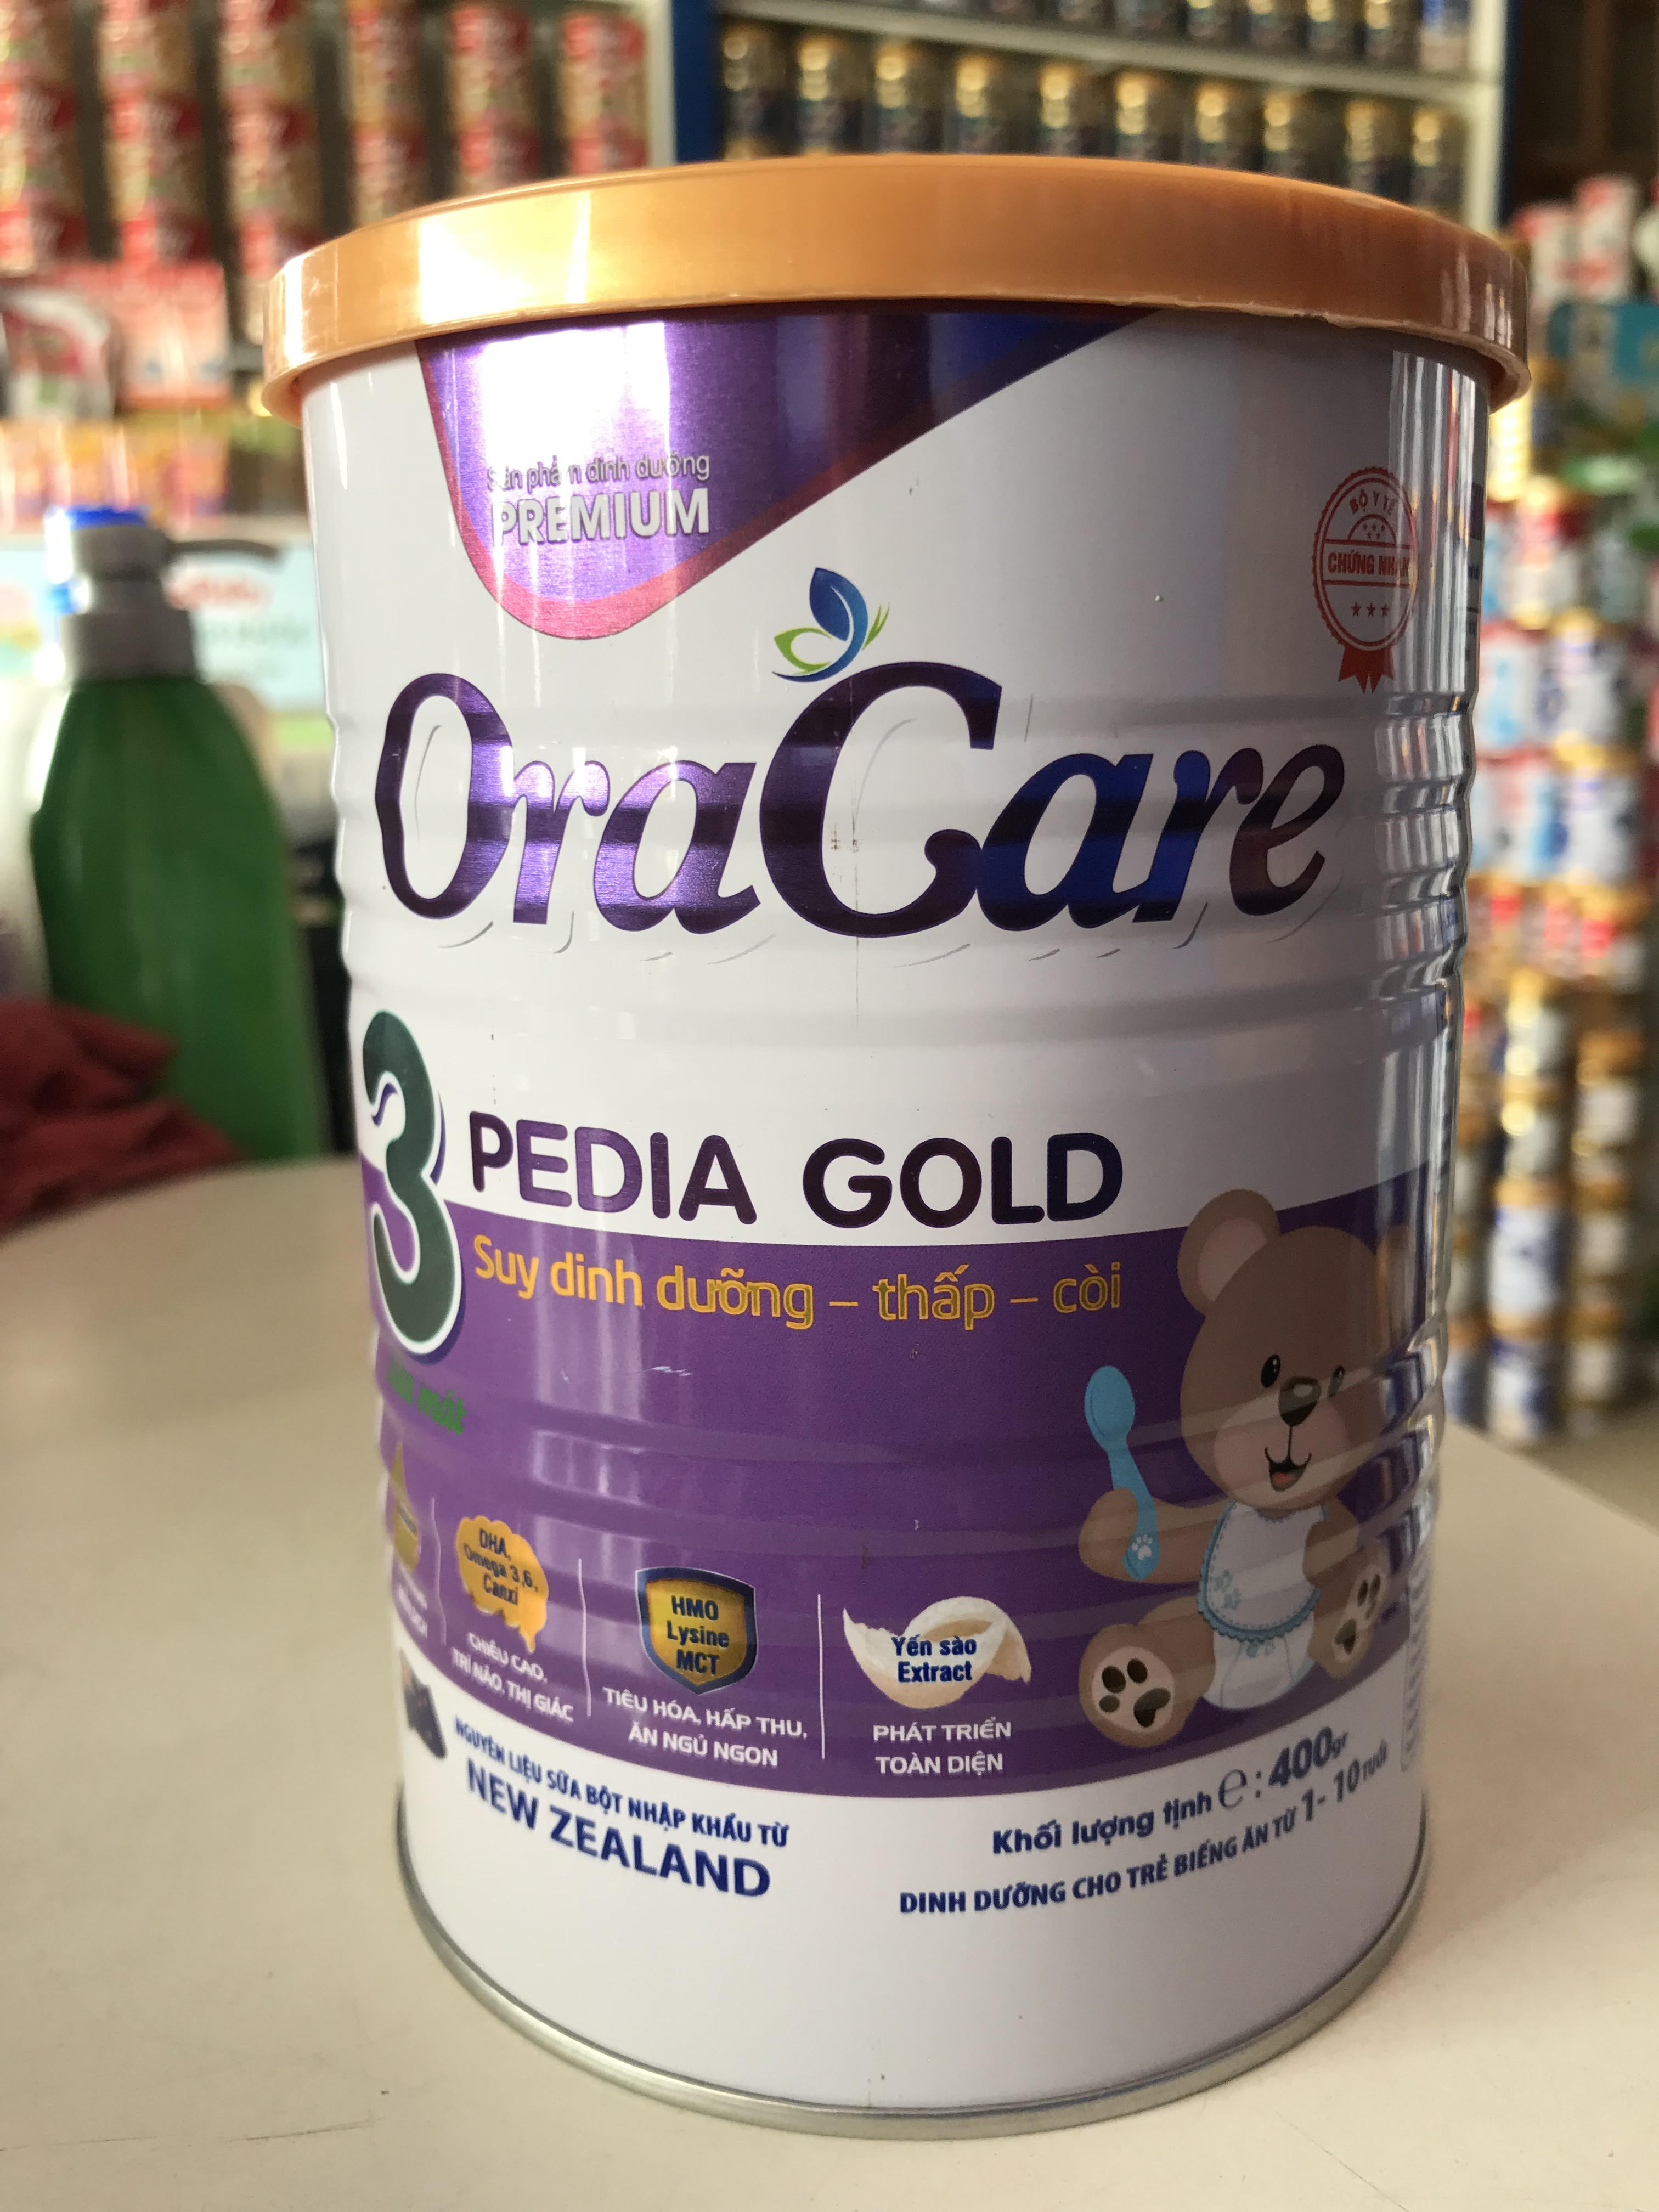 Sản phẩm dinh dưỡng
PREMIUM
BỘ Y TẾ
CHỨNG NHẬN
OraCare
3
PEDIA GOLD
Suy dinh dưỡng – thấp – còi
mát
DHA,
Omega 3,6,
Canxi
CHIỀU CAO,
TRÍ NÃO, THỊ GIÁC
HMO
Lysine
MCT
TIÊU HÓA, HẤP THU,
ĂN NGỦ NGON
Yến sào
Extract
PHÁT TRIỂN
TOÀN DIỆN
NGUYÊN LIỆU SỮA BỘT NHẬP KHẨU TỪ
NEW ZEALAND
Khối lượng tịnh ℮ : 400gr
DINH DƯỠNG CHO TRẺ BIẾNG ĂN TỪ 1- 10 TUỔI